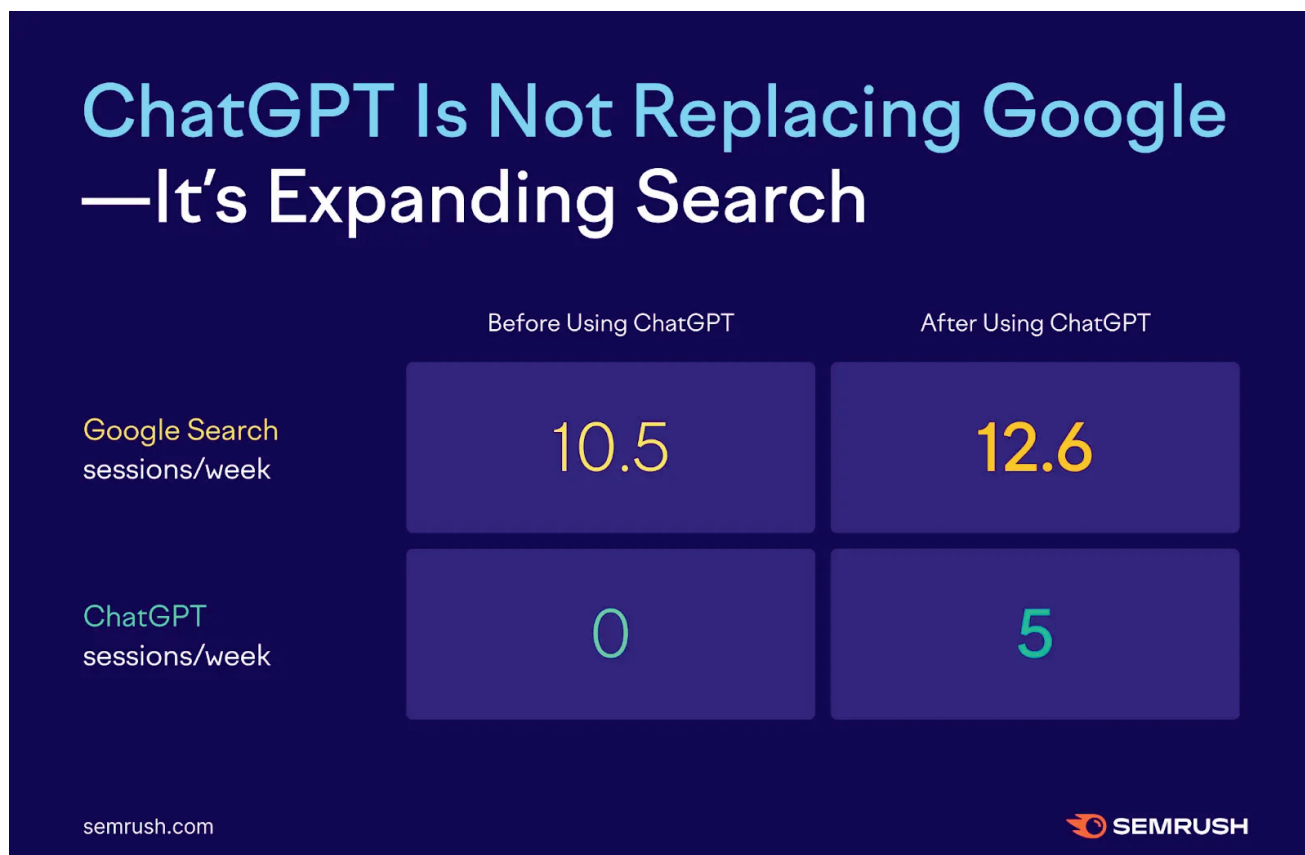 ChatGPT Is Not Replacing Google
—It’s Expanding Search
Before Using ChatGPT
After Using ChatGPT
Google Search
sessions/week
10.5
12.6
ChatGPT
sessions/week
0
5
semrush.com
SEMRUSH